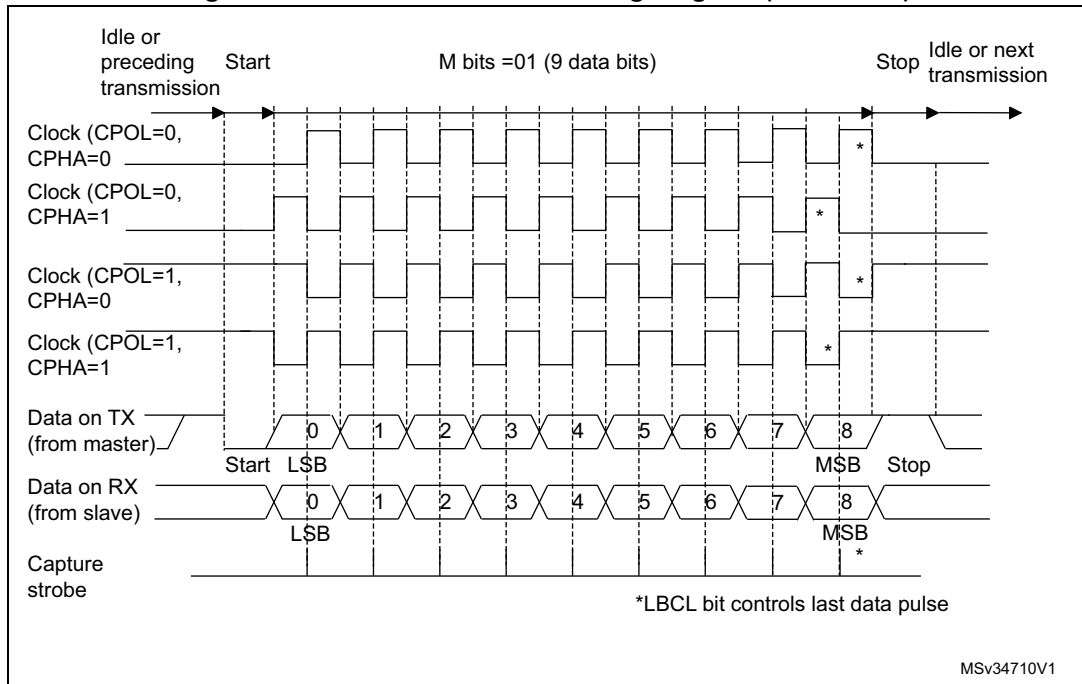 Idle or
preceding
transmission
Start
M bits =01 (9 data bits)
Stop
Idle or next
transmission
Clock (CPOL=0,
CPHA=0
*
Clock (CPOL=0,
CPHA=1
*
Clock (CPOL=1,
CPHA=0
*
Clock (CPOL=1,
CPHA=1
*
Data on TX
(from master)
0 1 2 3 4 5 6 7 8
Start LSB MSB Stop
Data on RX
(from slave)
0 1 2 3 4 5 6 7 8
LSB MSB
*
Capture
strobe
*LBCL bit controls last data pulse
MSv34710V1